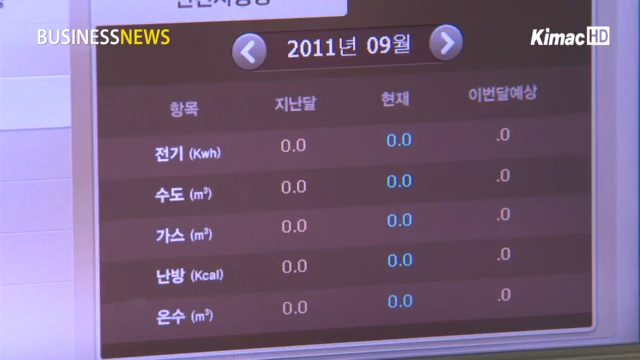 BUSINESSNEWS
KimacHD
2011년 09월
항목 지난달 현재 이번달예상
전기 (Kwh) 0.0 0.0 .0
수도 (m³) 0.0 0.0 .0
가스 (m³) 0.0 0.0 .0
난방 (Kcal) 0.0 0.0 .0
온수 (m³) 0.0 0.0 .0